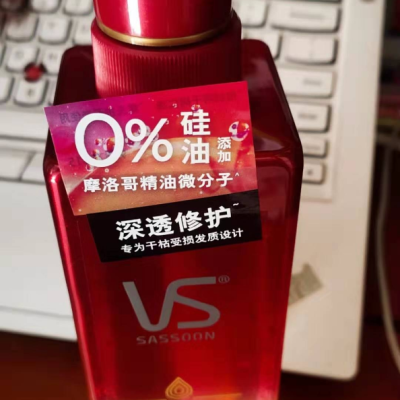 0% 硅油添加
摩洛哥精油微分子
深透修护
专为干枯受损发质设计
VS®
SASSOON